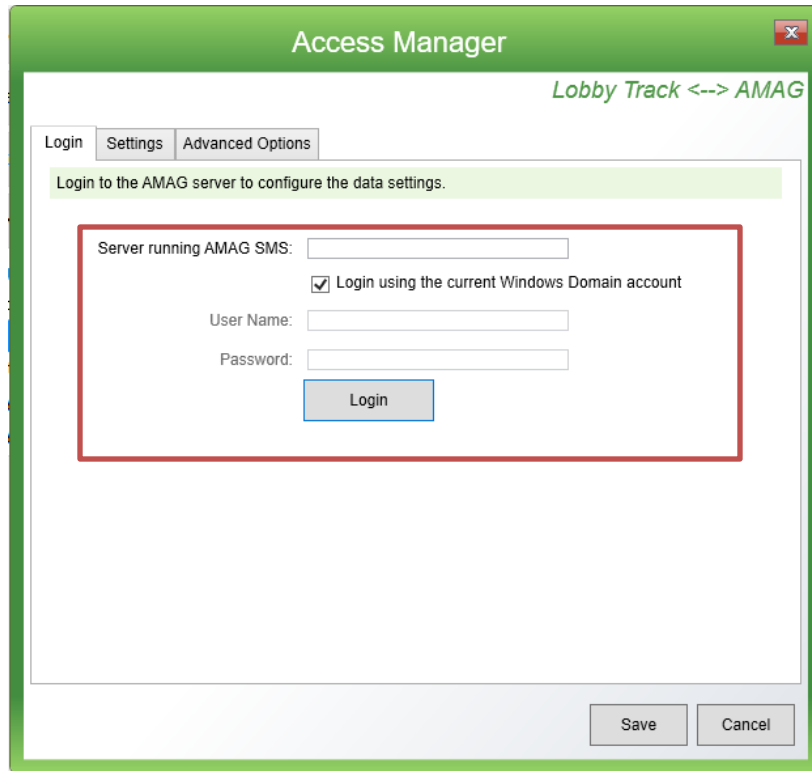 Access Manager
Lobby Track <--> AMAG
Login Settings Advanced Options
Login to the AMAG server to configure the data settings.
Server running AMAG SMS:
Login using the current Windows Domain account
User Name:
Password:
Login
Save Cancel